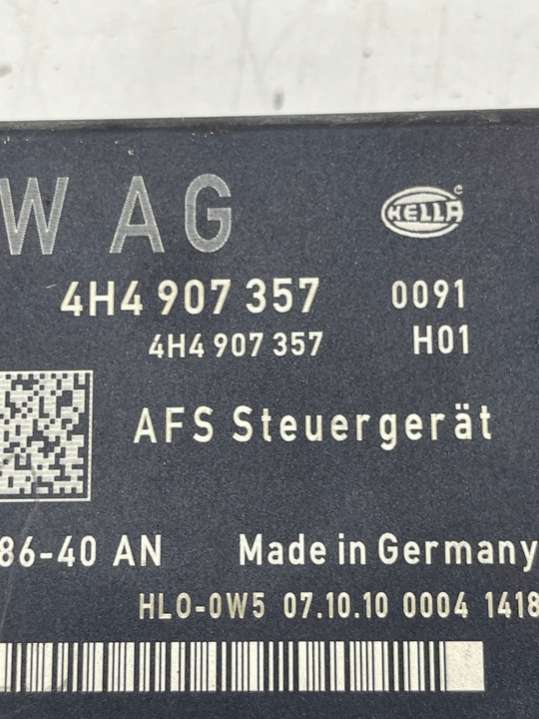 W AG
HELLA
4H4 907 357 0091
4H4 907 357 H01
AFS Steuergerät
86-40 AN Made in Germany
HLO-0W5 07.10.10 0004 1418